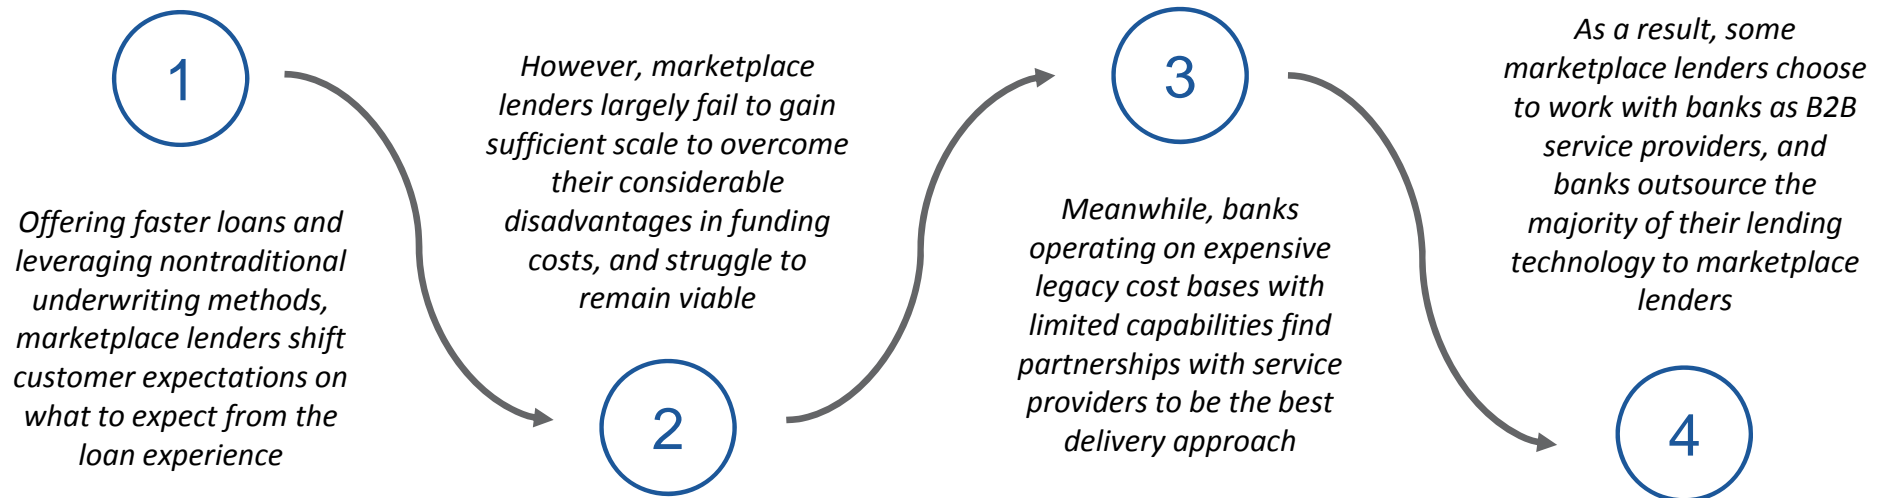 1
Offering faster loans and
leveraging nontraditional
underwriting methods,
marketplace lenders shift
customer expectations on
what to expect from the
loan experience
However, marketplace
lenders largely fail to gain
sufficient scale to overcome
their considerable
disadvantages in funding
costs, and struggle to
remain viable
2
3
Meanwhile, banks
operating on expensive
legacy cost bases with
limited capabilities find
partnerships with service
providers to be the best
delivery approach
As a result, some
marketplace lenders choose
to work with banks as B2B
service providers, and
banks outsource the
majority of their lending
technology to marketplace
lenders
4